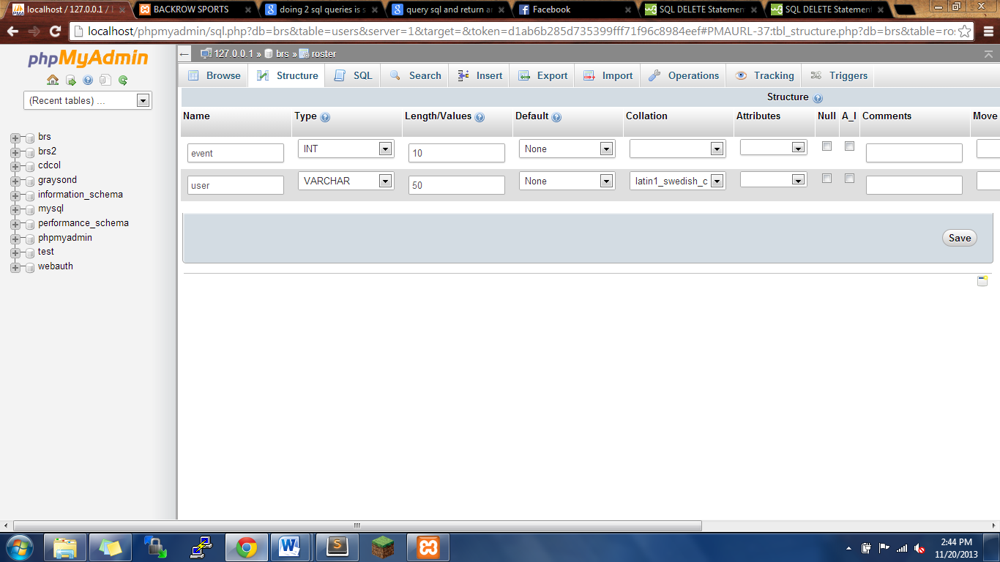 localhost / 127.0.0.1 / l
BACKROW SPORTS
doing 2 sql queries is s
query sql and return a
Facebook
SQL DELETE Statemen
SQL DELETE Statement
localhost/phpmyadmin/sql.php?db=brs&table=users&server=1&target=&token=d1ab6b285d735399fff71f96c8984eef#PMAURL-37:tbl_structure.php?db=brs&table=ros
phpMyAdmin
(Recent tables) ...
brs
brs2
cdcol
graysond
information_schema
mysql
performance_schema
phpmyadmin
test
webauth
127.0.0.1 » brs » roster
Browse Structure SQL Search Insert Export Import Operations Tracking Triggers
Structure
Name Type Length/Values Default Collation Attributes Null A_I Comments Move
event INT 10 None
user VARCHAR 50 None latin1_swedish_c
Save
2:44 PM
11/20/2013